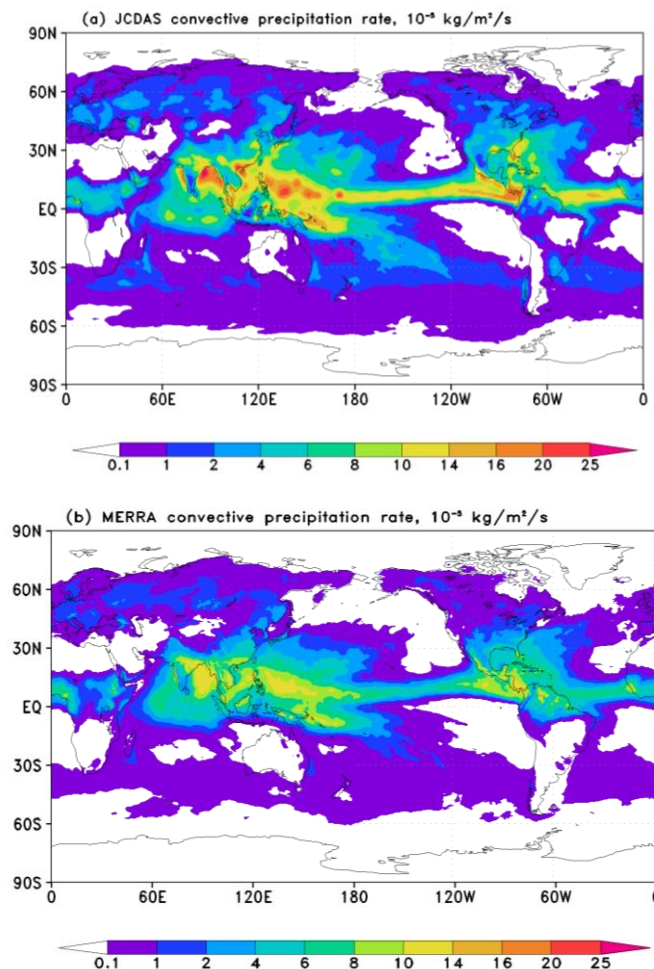 (a) JCDAS convective precipitation rate, 10⁻⁵ kg/m²/s
90N
60N
30N
EQ
30S
60S
90S
0 60E 120E 180 120W 60W 0
0.1 1 2 4 6 8 10 14 16 20 25
(b) MERRA convective precipitation rate, 10⁻⁵ kg/m²/s
90N
60N
30N
EQ
30S
60S
90S
0 60E 120E 180 120W 60W 0
0.1 1 2 4 6 8 10 14 16 20 25